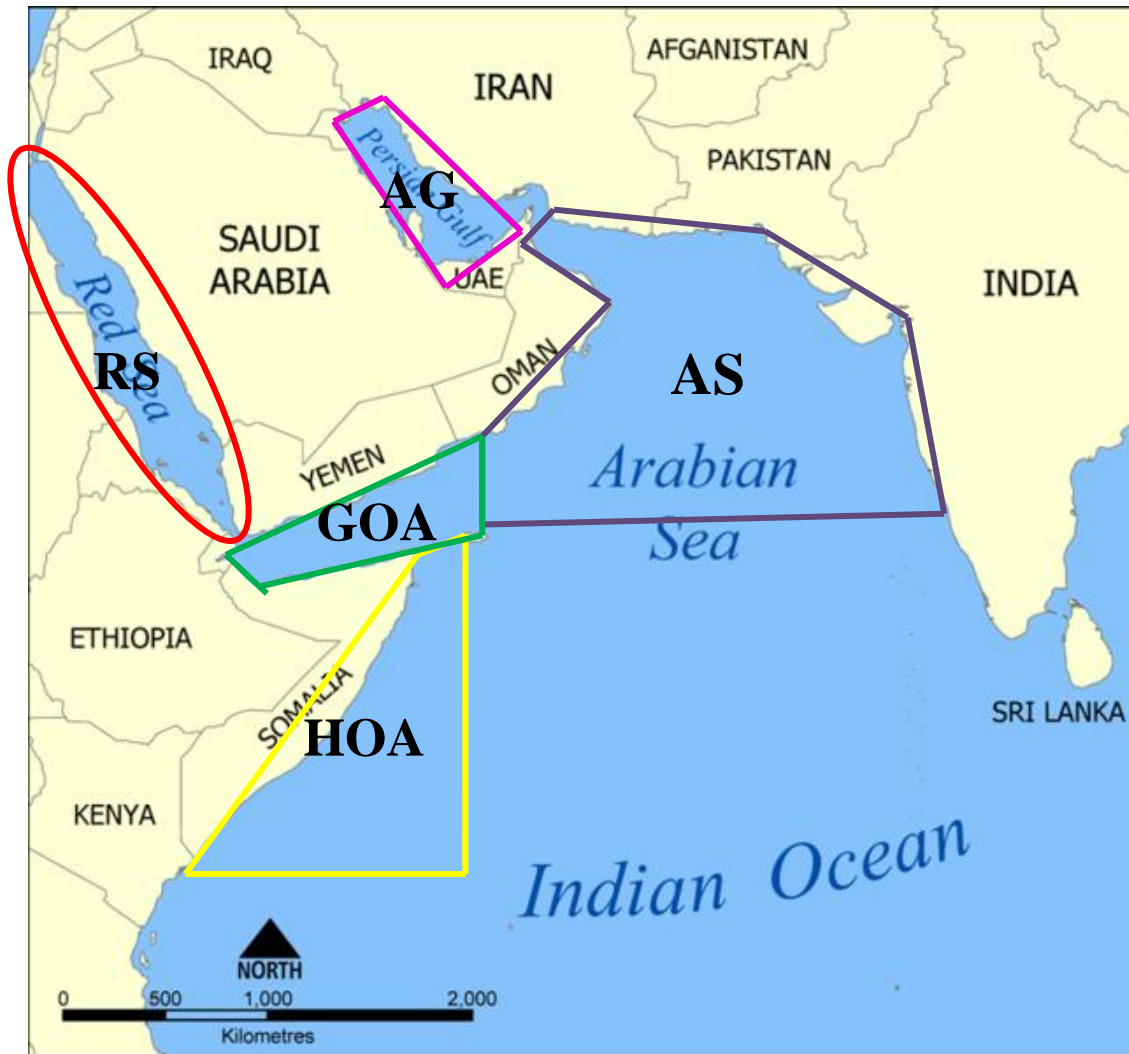 IRAQ
AFGANISTAN
IRAN
PAKISTAN
Persian Gulf
AG
SAUDI
ARABIA
UAE
INDIA
Red Sea
RS
OMAN
AS
YEMEN
Arabian
Sea
GOA
ETHIOPIA
SOMALIA
SRI LANKA
HOA
KENYA
Indian Ocean
NORTH
0 500 1,000 2,000
Kilometres